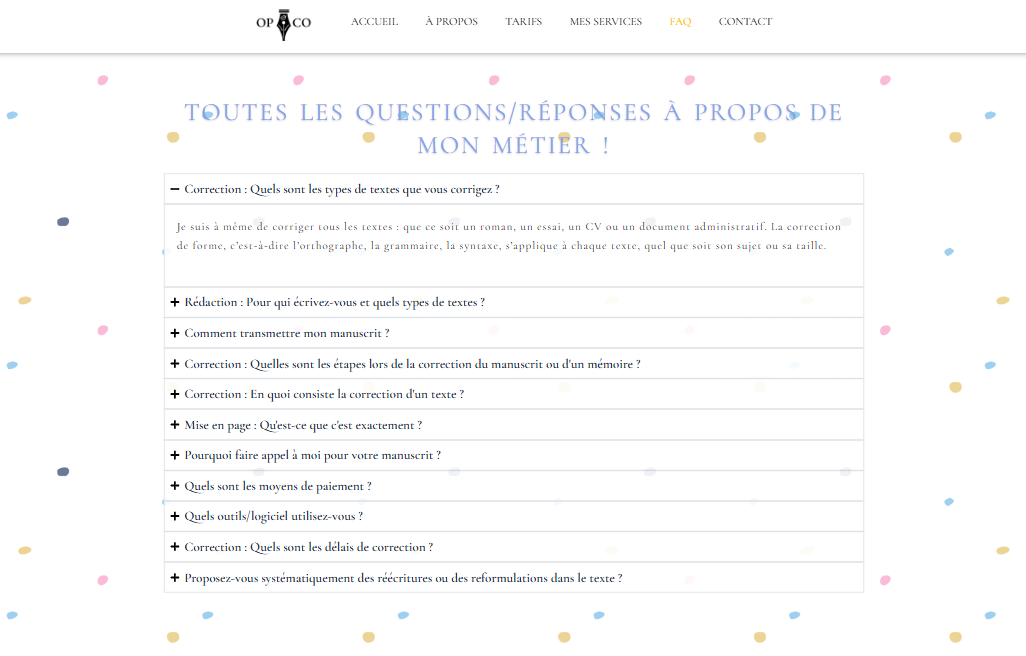 OP CO ACCUEIL À PROPOS TARIFS MES SERVICES FAQ CONTACT
TOUTES LES QUESTIONS/RÉPONSES À PROPOS DE
MON MÉTIER !
Correction : Quels sont les types de textes que vous corrigez ?
Je suis à même de corriger tous les textes : que ce soit un roman, un essai, un CV ou un document administratif. La correction
de forme, c'est-à-dire l'orthographe, la grammaire, la syntaxe, s'applique à chaque texte, quel que soit son sujet ou sa taille.
Rédaction : Pour qui écrivez-vous et quels types de textes ?
Comment transmettre mon manuscrit ?
Correction : Quelles sont les étapes lors de la correction du manuscrit ou d'un mémoire ?
Correction : En quoi consiste la correction d'un texte ?
Mise en page : Qu'est-ce que c'est exactement ?
Pourquoi faire appel à moi pour votre manuscrit ?
Quels sont les moyens de paiement ?
Quels outils/logiciel utilisez-vous ?
Correction : Quels sont les délais de correction ?
Proposez-vous systématiquement des réécritures ou des reformulations dans le texte ?